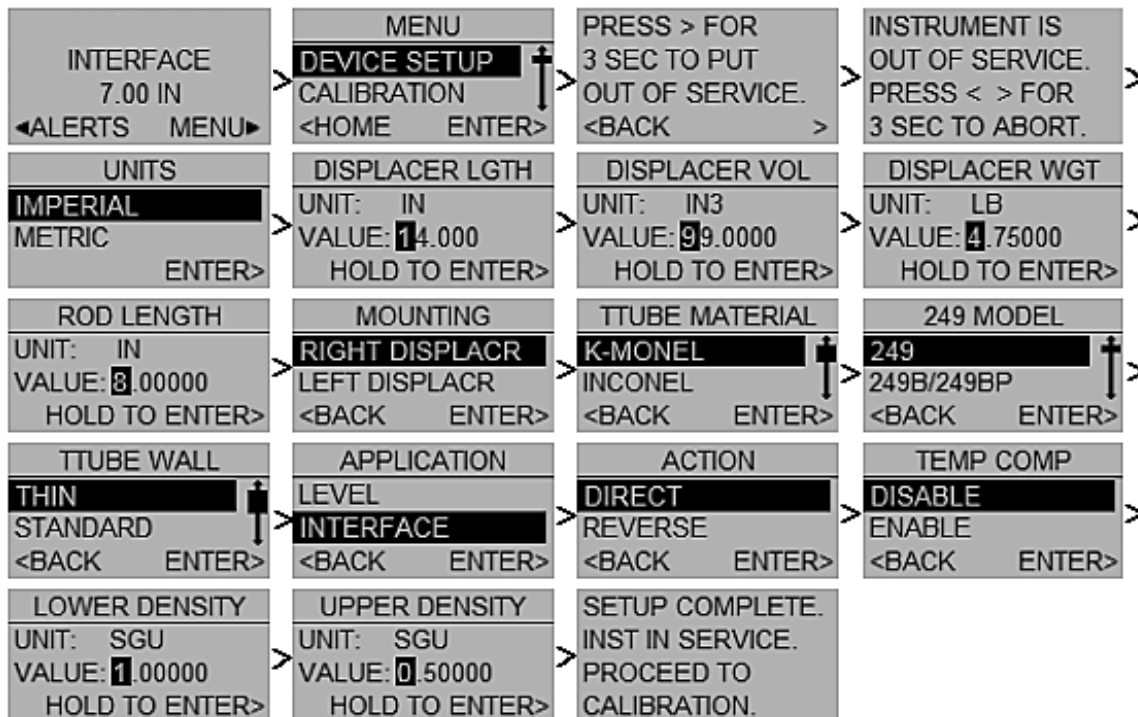 INTERFACE
7.00 IN
◄ALERTS MENU►
>
MENU
DEVICE SETUP
CALIBRATION
<HOME ENTER>
>
PRESS > FOR
3 SEC TO PUT
OUT OF SERVICE.
<BACK >
>
INSTRUMENT IS
OUT OF SERVICE.
PRESS < > FOR
3 SEC TO ABORT.
>
UNITS
IMPERIAL
METRIC
ENTER>
>
DISPLACER LGTH
UNIT: IN
VALUE: 14.000
HOLD TO ENTER>
>
DISPLACER VOL
UNIT: IN3
VALUE: 99.0000
HOLD TO ENTER>
>
DISPLACER WGT
UNIT: LB
VALUE: 4.75000
HOLD TO ENTER>
>
ROD LENGTH
UNIT: IN
VALUE: 8.00000
HOLD TO ENTER>
>
MOUNTING
RIGHT DISPLACR
LEFT DISPLACR
<BACK ENTER>
>
TTUBE MATERIAL
K-MONEL
INCONEL
<BACK ENTER>
>
249 MODEL
249
249B/249BP
<BACK ENTER>
>
TTUBE WALL
THIN
STANDARD
<BACK ENTER>
>
APPLICATION
LEVEL
INTERFACE
<BACK ENTER>
>
ACTION
DIRECT
REVERSE
<BACK ENTER>
>
TEMP COMP
DISABLE
ENABLE
<BACK ENTER>
>
LOWER DENSITY
UNIT: SGU
VALUE: 1.00000
HOLD TO ENTER>
>
UPPER DENSITY
UNIT: SGU
VALUE: 0.50000
HOLD TO ENTER>
>
SETUP COMPLETE.
INST IN SERVICE.
PROCEED TO
CALIBRATION.